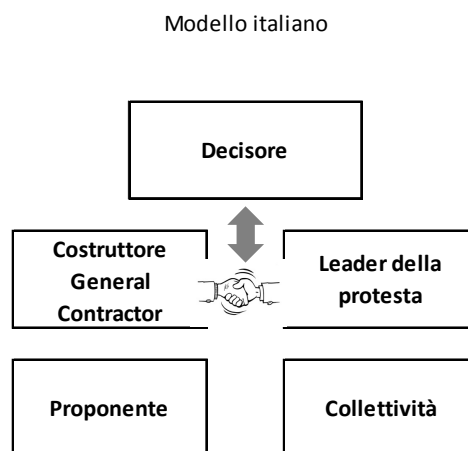 Modello italiano
Decisore
Costruttore
General
Contractor
Leader della
protesta
Proponente
Collettività